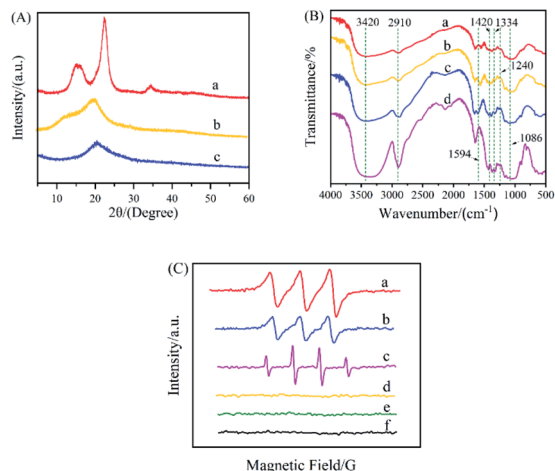 (A)
Intensity/(a.u.)
a
b
c
5 10 20 30 40 50 60
2θ/(Degree)
(B)
3420 2910 1420 1334
a
b
1240
c
d
1594
1086
Transmittance/%
4000 3500 3000 2500 2000 1500 1000 500
Wavenumber/(cm⁻¹)
(C)
a
b
c
d
e
f
Intensity/a.u.
Magnetic Field/G